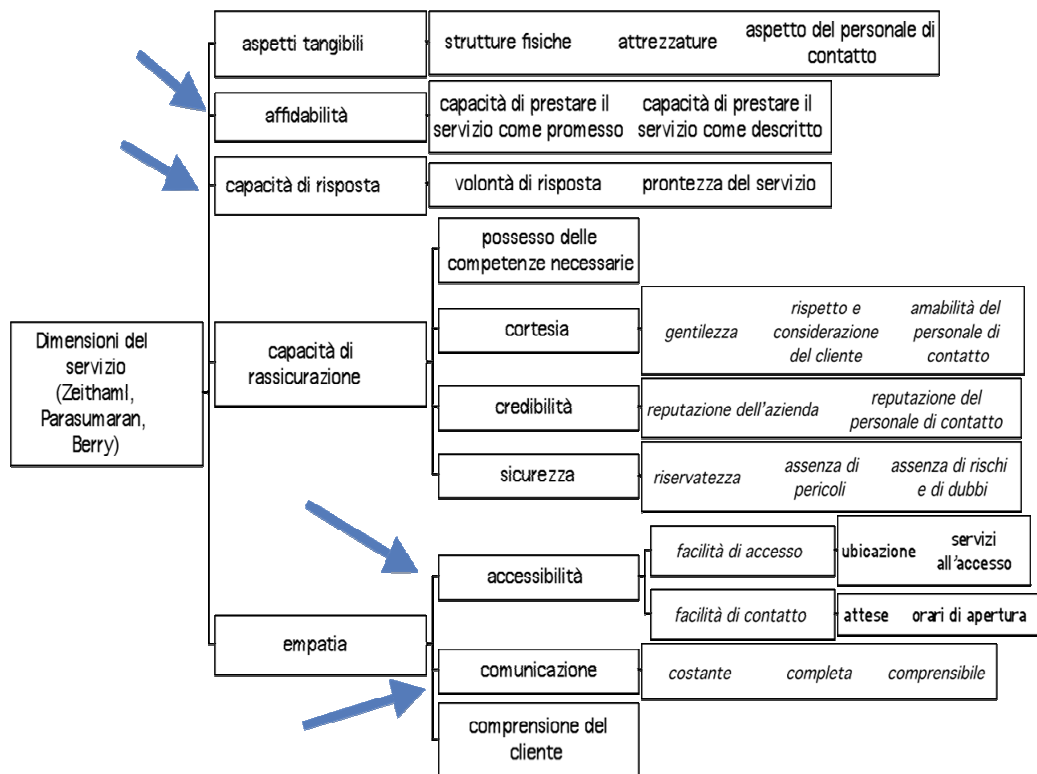 aspetti tangibili
strutture fisiche
attrezzature
aspetto del personale di
contatto
affidabilità
capacità di prestare il
servizio come promesso
capacità di prestare il
servizio come descritto
capacità di risposta
volontà di risposta
prontezza del servizio
Dimensioni del
servizio
(Zeithaml,
Parasumaran,
Berry)
capacità di
rassicurazione
possesso delle
competenze necessarie
cortesia
gentilezza
rispetto e
considerazione
del cliente
amabilità del
personale di
contatto
credibilità
reputazione dell'azienda
reputazione del
personale di contatto
sicurezza
riservatezza
assenza di
pericoli
assenza di rischi
e di dubbi
empatia
accessibilità
facilità di accesso
ubicazione
servizi
all'accesso
facilità di contatto
attese
orari di apertura
comunicazione
costante
completa
comprensibile
comprensione del
cliente